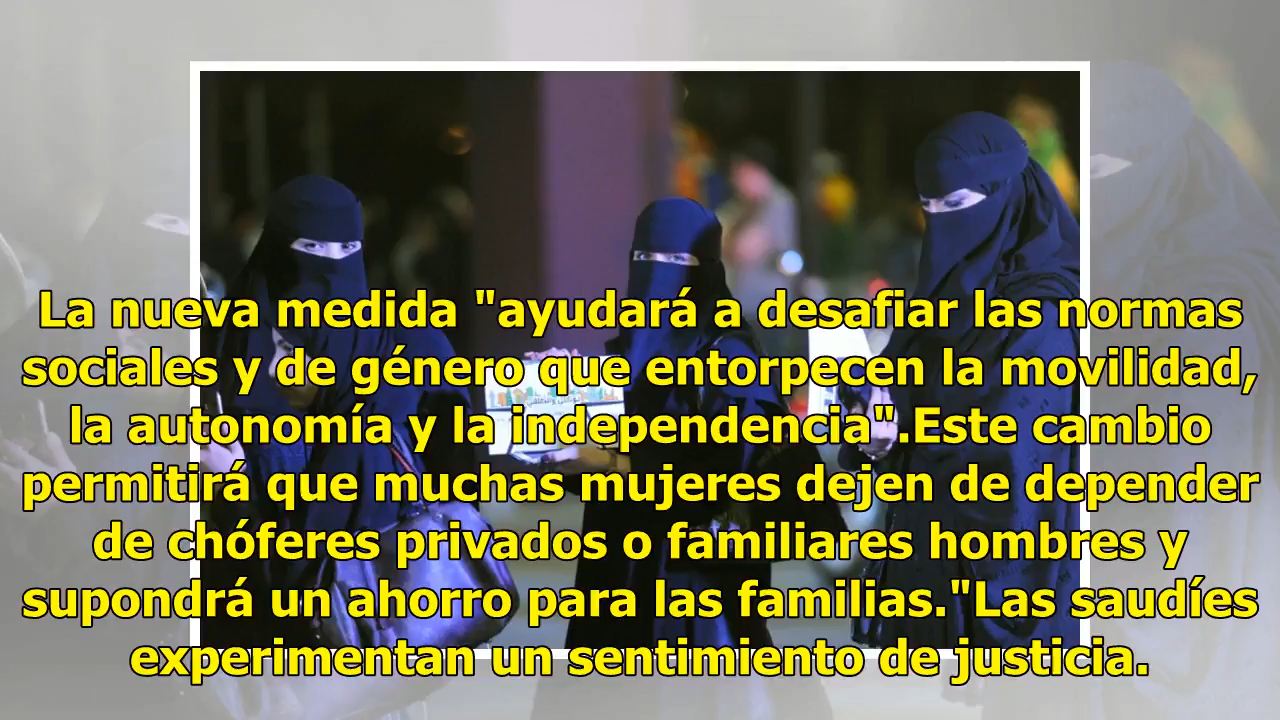 La nueva medida "ayudará a desafiar las normas
sociales y de género que entorpecen la movilidad,
la autonomía y la independencia".Este cambio
permitirá que muchas mujeres dejen de depender
de chóferes privados o familiares hombres y
supondrá un ahorro para las familias."Las saudíes
experimentan un sentimiento de justicia.